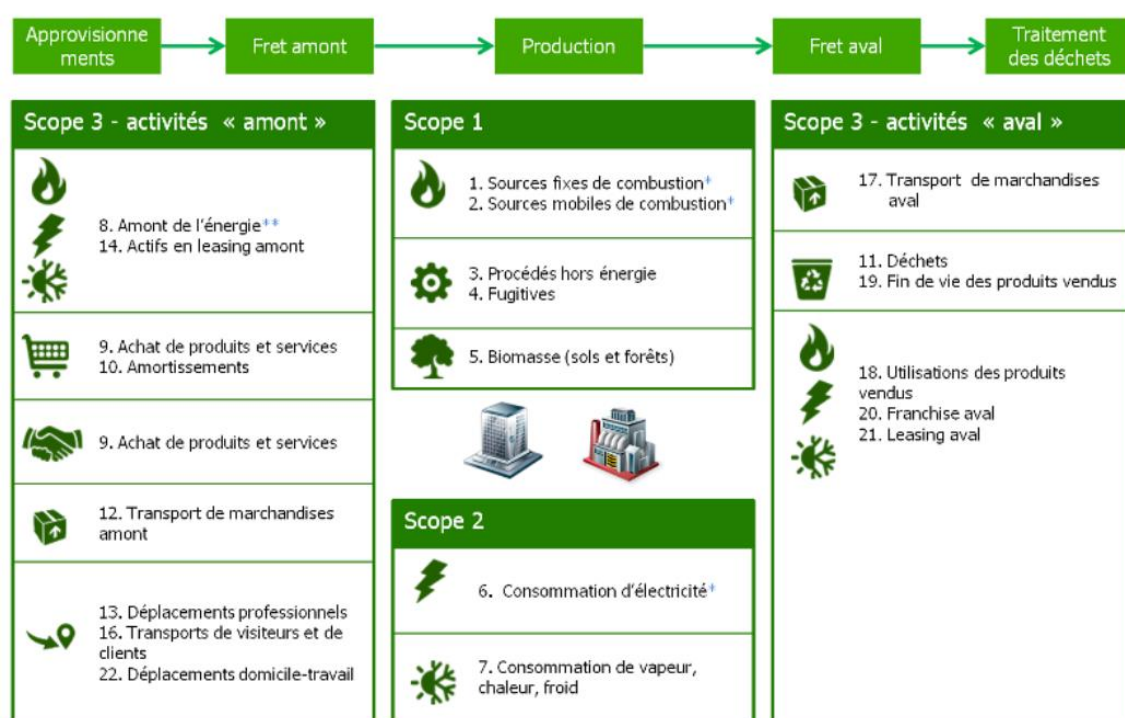 Approvisionne
ments
Fret amont
Production
Fret aval
Traitement
des déchets
Scope 3 - activités « amont »
8. Amont de l'énergie**
14. Actifs en leasing amont
9. Achat de produits et services
10. Amortissements
9. Achat de produits et services
12. Transport de marchandises
amont
13. Déplacements professionnels
16. Transports de visiteurs et de
clients
22. Déplacements domicile-travail
Scope 1
1. Sources fixes de combustion*
2. Sources mobiles de combustion*
3. Procédés hors énergie
4. Fugitives
5. Biomasse (sols et forêts)
Scope 2
6. Consommation d'électricité*
7. Consommation de vapeur,
chaleur, froid
Scope 3 - activités « aval »
17. Transport de marchandises
aval
11. Déchets
19. Fin de vie des produits vendus
18. Utilisations des produits
vendus
20. Franchise aval
21. Leasing aval